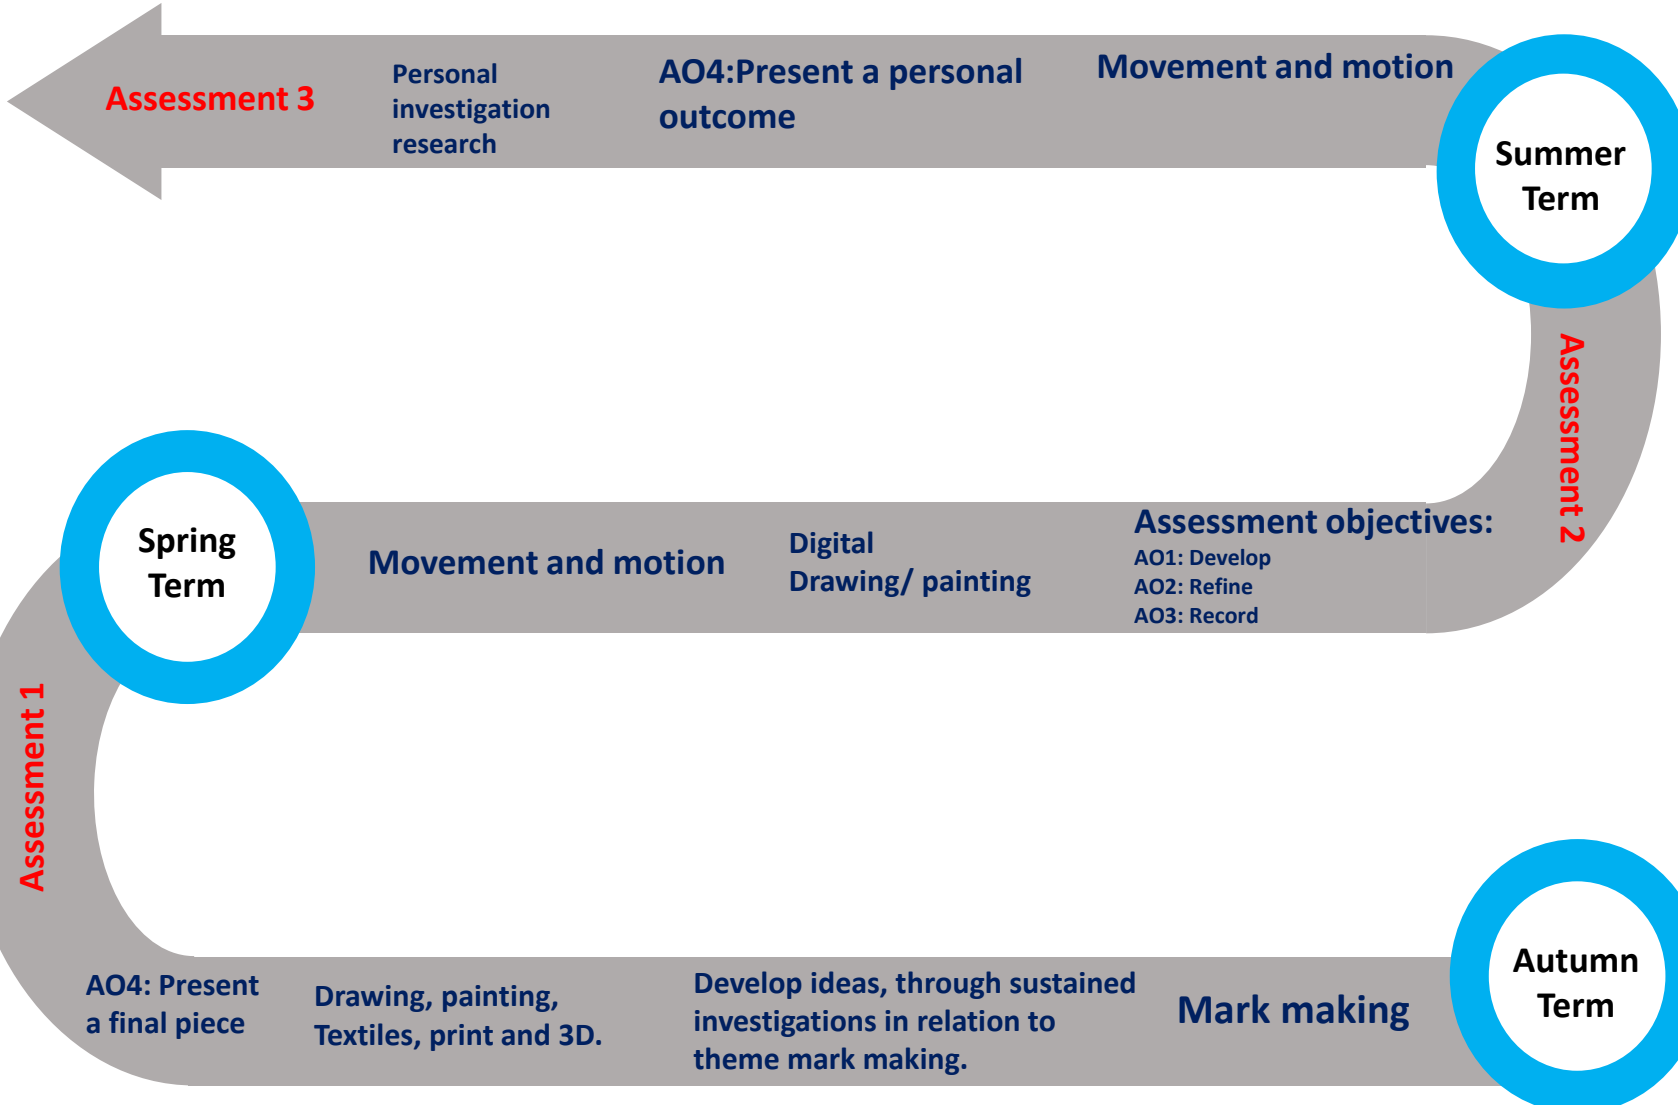 Assessment 3
Personal
investigation
research
AO4:Present a personal
outcome
Movement and motion
Summer
Term
Assessment 2
Spring
Term
Movement and motion
Digital
Drawing/ painting
Assessment objectives:
AO1: Develop
AO2: Refine
AO3: Record
Assessment 1
AO4: Present
a final piece
Drawing, painting,
Textiles, print and 3D.
Develop ideas, through sustained
investigations in relation to
theme mark making.
Mark making
Autumn
Term